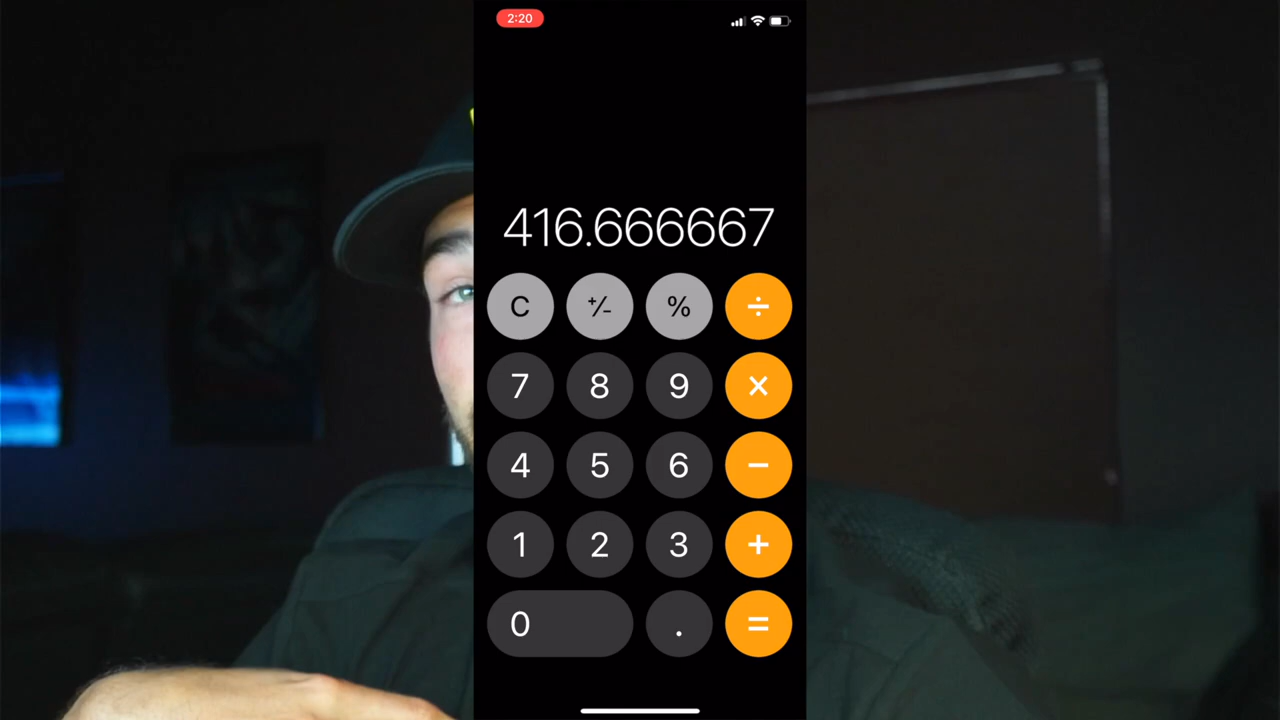 2:20
416.666667
C +/- % ÷
7 8 9 ×
4 5 6 −
1 2 3 +
0 . =